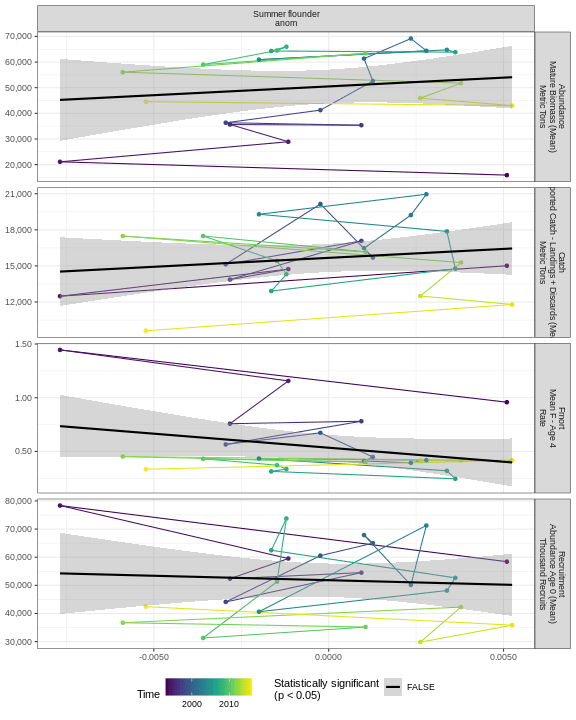 Summer flounder
anom
70,000
60,000
50,000
40,000
30,000
20,000
Abundance
Mature Biomass (Mean)
Metric Tons
21,000
18,000
15,000
12,000
Catch
ported Catch - Landings + Discards (Me
Metric Tons
1.50
1.00
0.50
Fmort
Mean F - Age 4
Rate
80,000
70,000
60,000
50,000
40,000
30,000
Recruitment
Abundance Age 0 (Mean)
Thousand Recruits
-0.0050
0.0000
0.0050
Time
2000
2010
Statistically significant
(p < 0.05)
FALSE